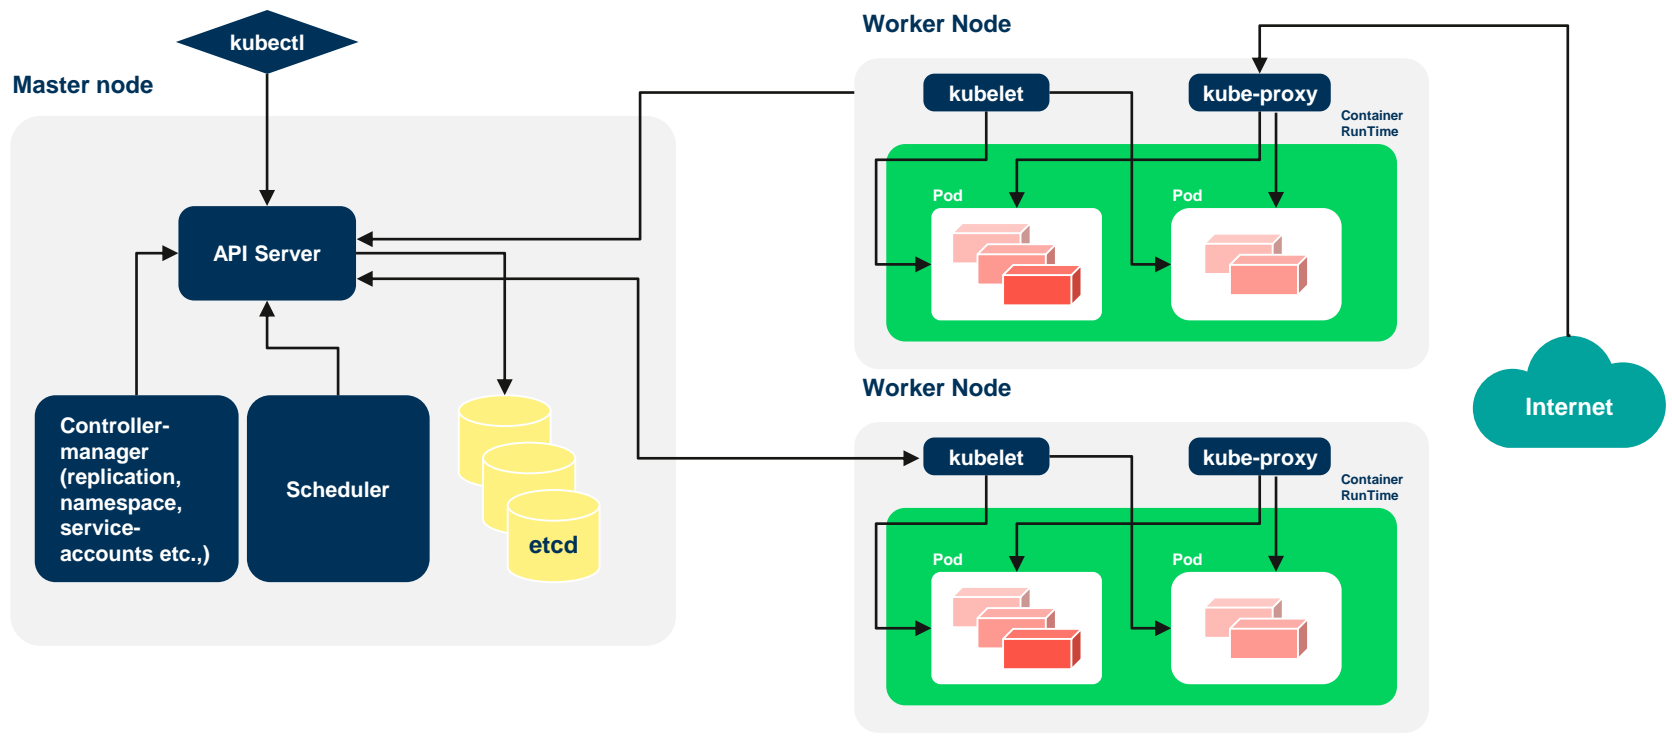 kubectl
Master node
API Server
Controller-
manager
(replication,
namespace,
service-
accounts etc.,)
Scheduler
etcd
Worker Node
kubelet
kube-proxy
Container
RunTime
Pod
Pod
Worker Node
kubelet
kube-proxy
Container
RunTime
Pod
Pod
Internet